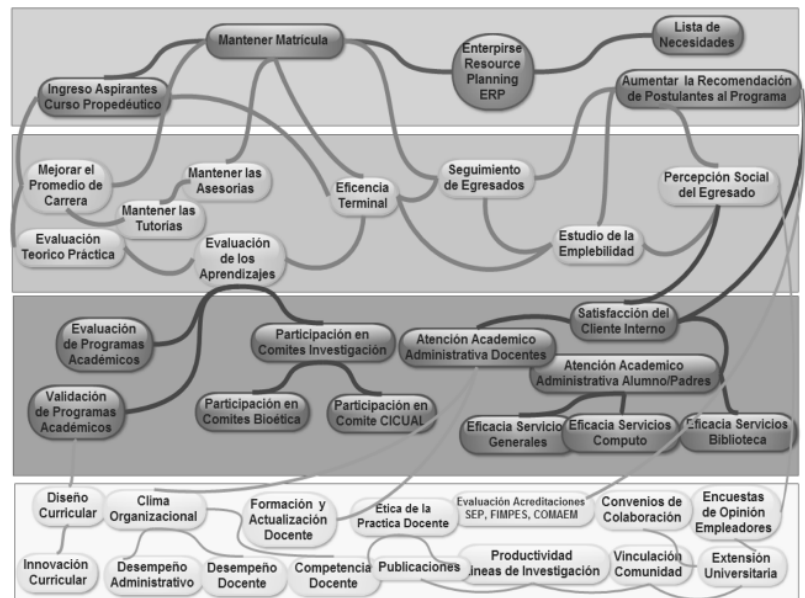 Mantener Matricula
Enterpirse
Resource
Planning
ERP
Lista de
Necesidades
Ingreso Aspirantes
Curso Propedéutico
Aumentar la Recomendación
de Postulantes al Programa
Mejorar el
Promedio de
Carrera
Mantener las
Asesorias
Mantener las
Tutorias
Eficencia
Terminal
Seguimiento
de Egresados
Percepción Social
del Egresado
Evaluación
Teorico Práctica
Evaluación
de los
Aprendizajes
Estudio de la
Emplebilidad
Evaluación
de Programas
Académicos
Participación en
Comites Investigación
Atención Academico
Administrativa Docentes
Satisfacción del
Cliente Interno
Atención Academico
Administrativa Alumno/Padres
Validación
de Programas
Académicos
Participación en
Comites Bioética
Participación en
Comite CICUAL
Eficacia Servicio
Generales
Eficacia Servicios
Computo
Eficacia Servicios
Biblioteca
Diseño
Curricular
Clima
Organizacional
Formación y
Actualización
Docente
Etica de la
Practica Docente
Evaluación Acreditaciones
SEP, FIMPES, COMAEM
Convenios de
Colaboración
Encuestas
de Opinión
Empleadores
Innovación
Curricular
Desempeño
Administrativo
Desempeño
Docente
Competencia
Docente
Publicaciones
Productividad
Lineas de Investigación
Vinculación
Comunidad
Extensión
Universitaria